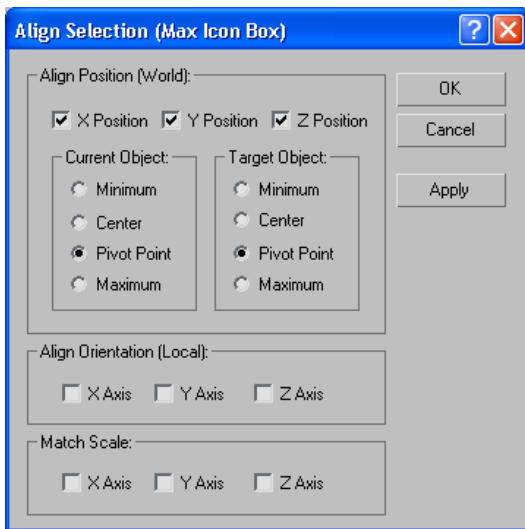 Align Selection (Max Icon Box)
?
Align Position (World):
X Position Y Position Z Position
Current Object:
Minimum
Center
Pivot Point
Maximum
Target Object:
Minimum
Center
Pivot Point
Maximum
OK
Cancel
Apply
Align Orientation (Local):
X Axis Y Axis Z Axis
Match Scale:
X Axis Y Axis Z Axis